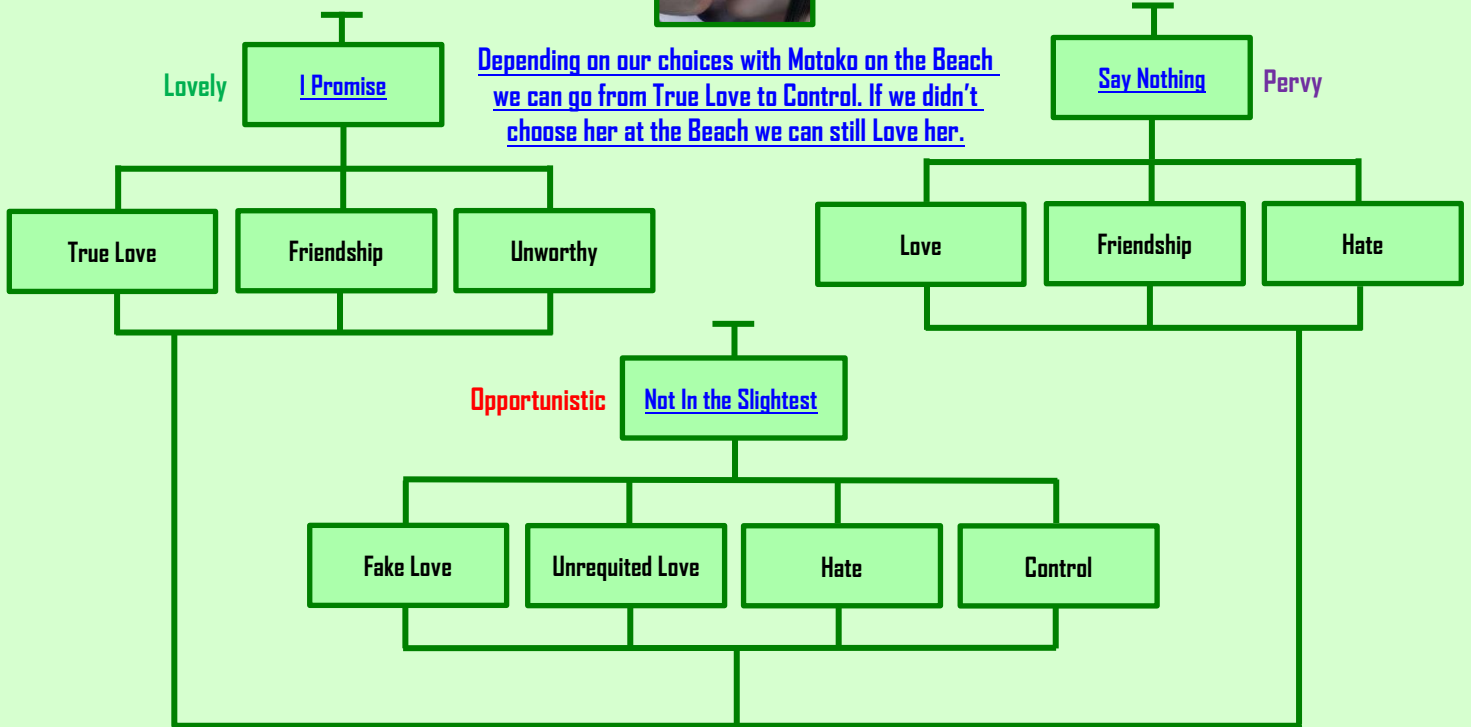 Depending on our choices with Motoko on the Beach
we can go from True Love to Control. If we didn't
choose her at the Beach we can still Love her.
Lovely
I Promise
Say Nothing
Pervy
True Love
Friendship
Unworthy
Love
Friendship
Hate
Opportunistic
Not In the Slightest
Fake Love
Unrequited Love
Hate
Control